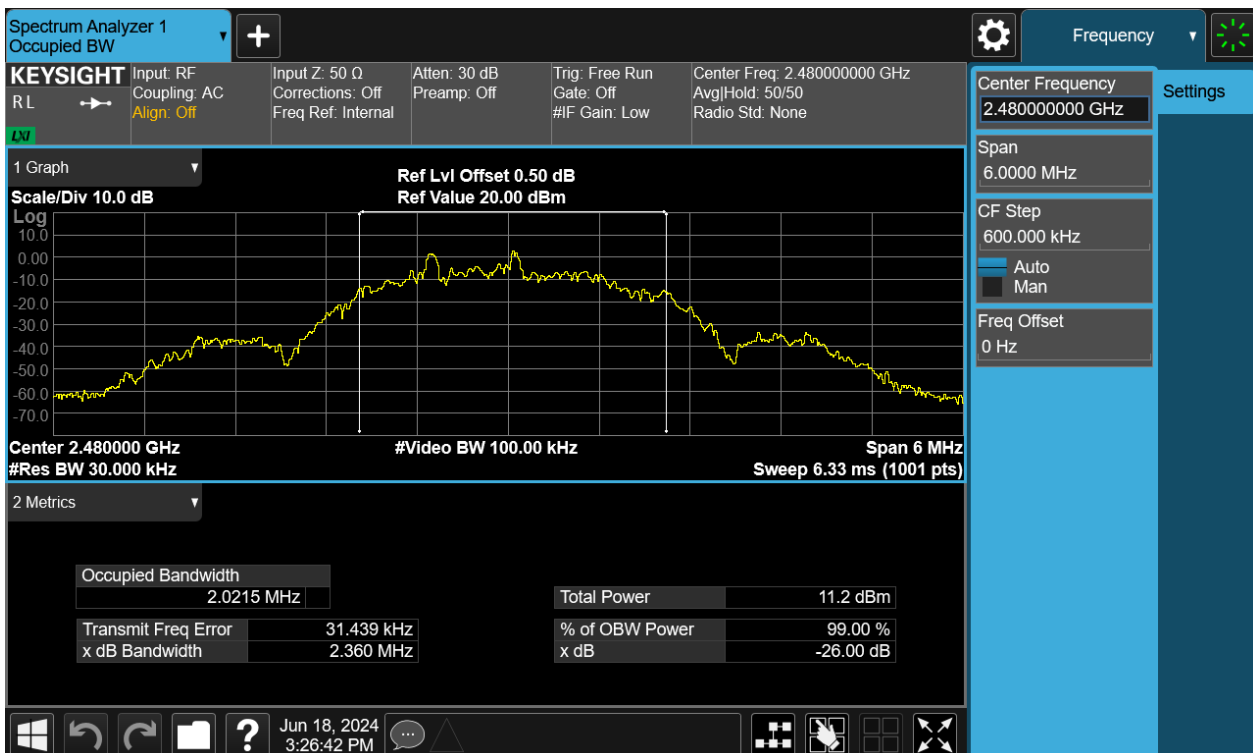 Spectrum Analyzer 1
Occupied BW
Frequency
KEYSIGHT
RL
LXI
Input: RF
Coupling: AC
Align: Off
Input Z: 50 Ω
Corrections: Off
Freq Ref: Internal
Atten: 30 dB
Preamp: Off
Trig: Free Run
Gate: Off
#IF Gain: Low
Center Freq: 2.480000000 GHz
Avg|Hold: 50/50
Radio Std: None
Center Frequency
2.480000000 GHz
Settings
Span
6.0000 MHz
CF Step
600.000 kHz
Auto
Man
Freq Offset
0 Hz
1 Graph
Ref Lvl Offset 0.50 dB
Scale/Div 10.0 dB
Ref Value 20.00 dBm
Log
10.0
0.00
-10.0
-20.0
-30.0
-40.0
-50.0
-60.0
-70.0
Center 2.480000 GHz
#Video BW 100.00 kHz
Span 6 MHz
#Res BW 30.000 kHz
Sweep 6.33 ms (1001 pts)
2 Metrics
Occupied Bandwidth
2.0215 MHz
Total Power 11.2 dBm
Transmit Freq Error 31.439 kHz
% of OBW Power 99.00 %
x dB Bandwidth 2.360 MHz
x dB -26.00 dB
?
Jun 18, 2024
3:26:42 PM